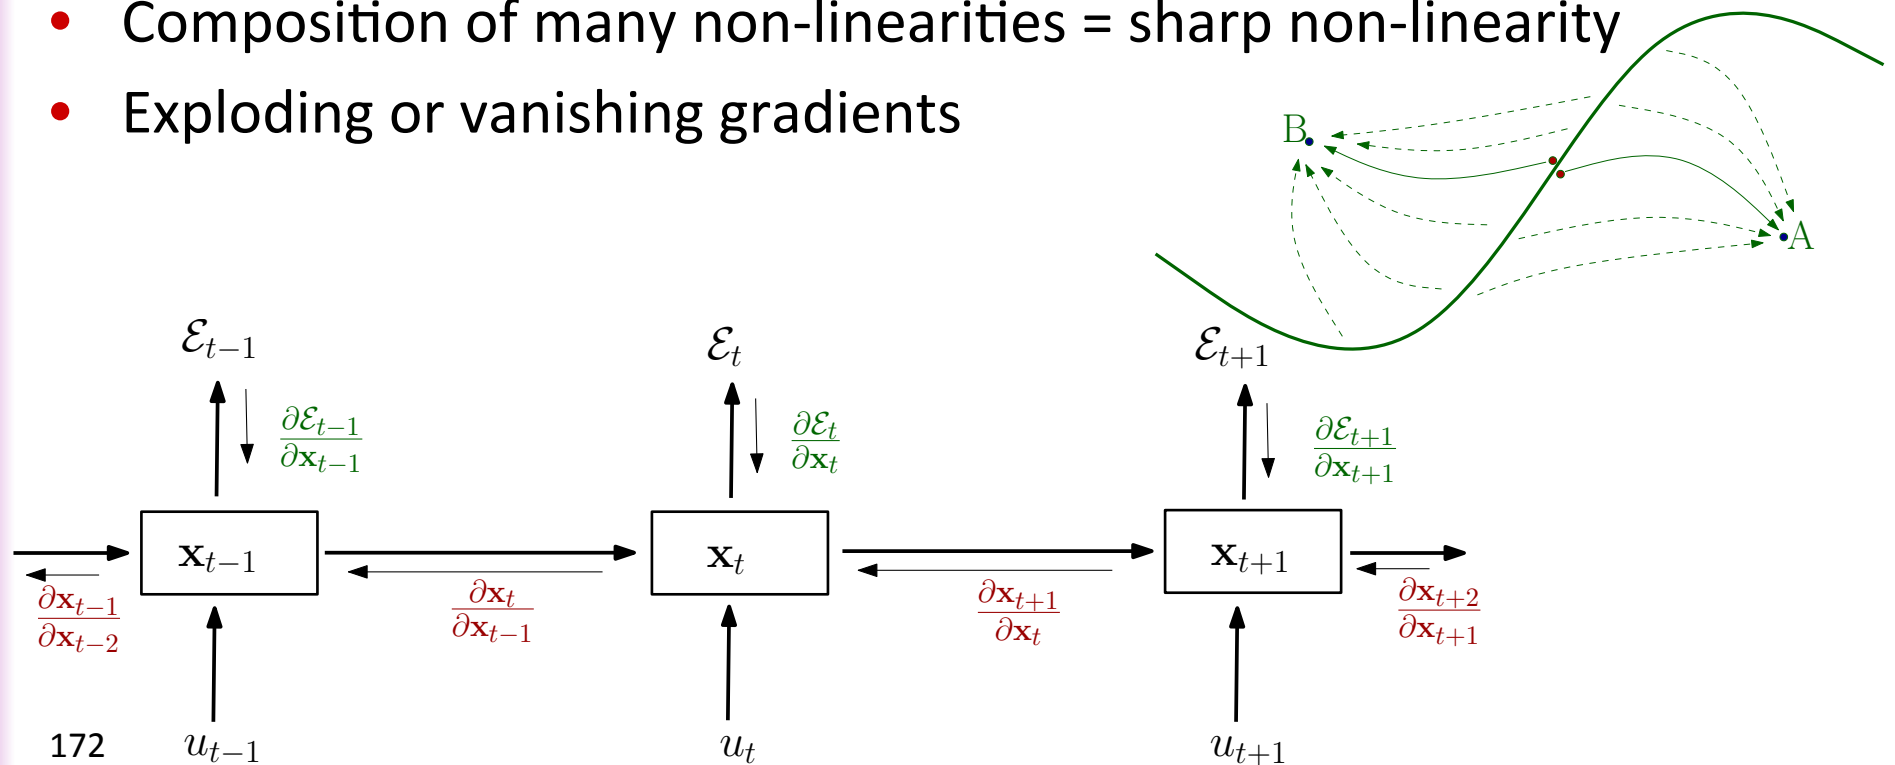 • Composition of many non-linearities = sharp non-linearity
• Exploding or vanishing gradients
B
A
ℰ_{t−1} ℰ_t ℰ_{t+1}
∂ℰ_{t−1}/∂𝐱_{t−1} ∂ℰ_t/∂𝐱_t ∂ℰ_{t+1}/∂𝐱_{t+1}
𝐱_{t−1} 𝐱_t 𝐱_{t+1}
∂𝐱_{t−1}/∂𝐱_{t−2} ∂𝐱_t/∂𝐱_{t−1} ∂𝐱_{t+1}/∂𝐱_t ∂𝐱_{t+2}/∂𝐱_{t+1}
172 u_{t−1} u_t u_{t+1}